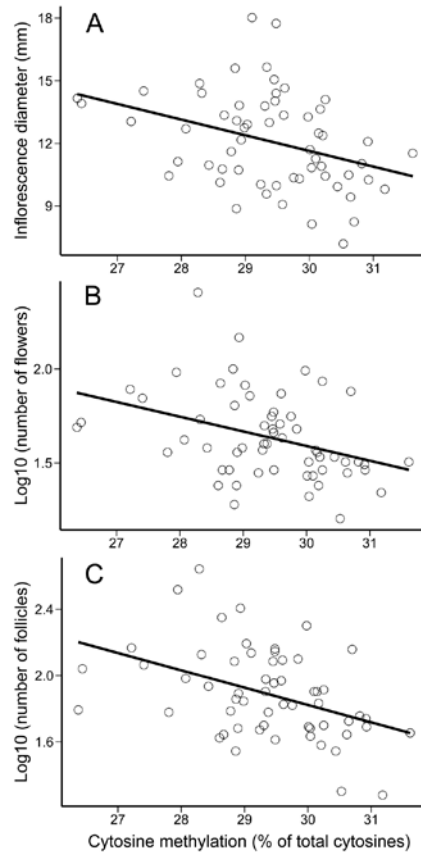 A
Inflorescence diameter (mm)
18
15
12
9
27 28 29 30 31
B
Log10 (number of flowers)
2.0
1.5
27 28 29 30 31
C
Log10 (number of follicles)
2.4
2.0
1.6
27 28 29 30 31
Cytosine methylation (% of total cytosines)